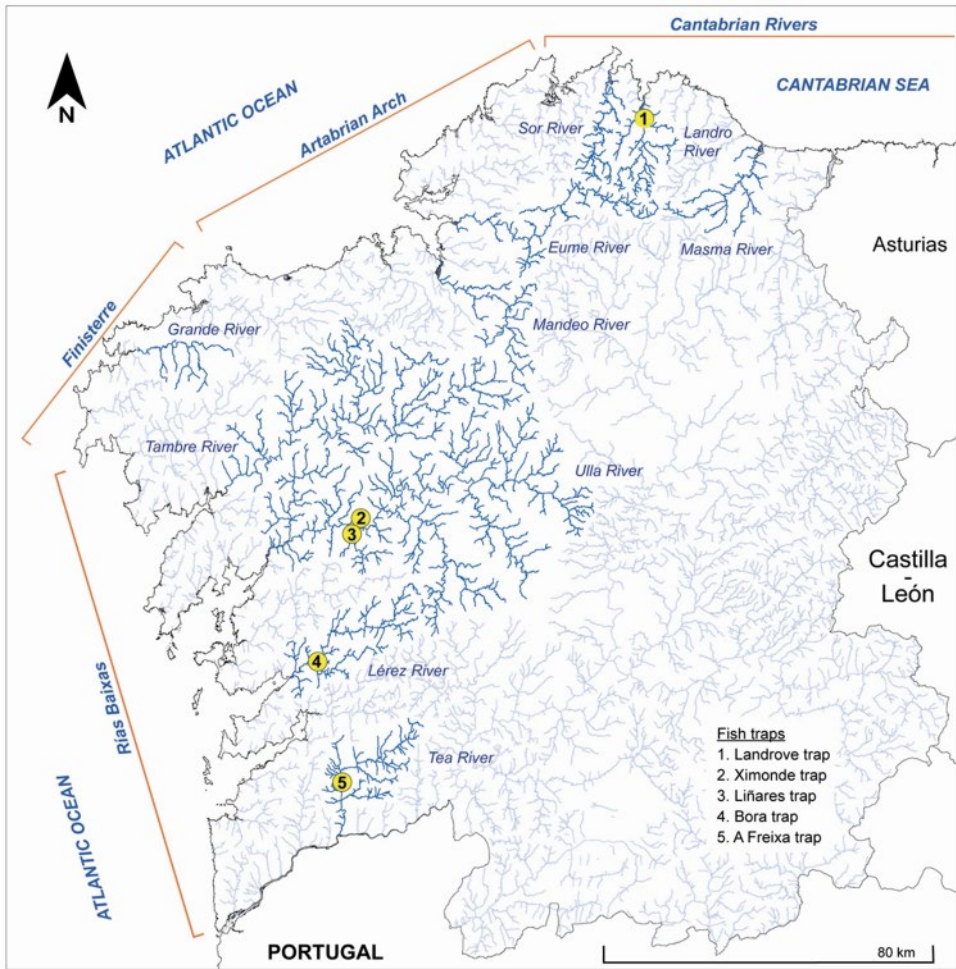 Cantabrian Rivers
CANTABRIAN SEA
N
ATLANTIC OCEAN
Artabrian Arch
Sor River
1
Landro
River
Asturias
Eume River
Masma River
Finisterre
Grande River
Mandeo River
Tambre River
Ulla River
2
3
Castilla
-
León
4
Lérez River
Rías Baixas
Tea River
5
Fish traps
1. Landrove trap
2. Ximonde trap
3. Liñares trap
4. Bora trap
5. A Freixa trap
ATLANTIC OCEAN
PORTUGAL
80 km